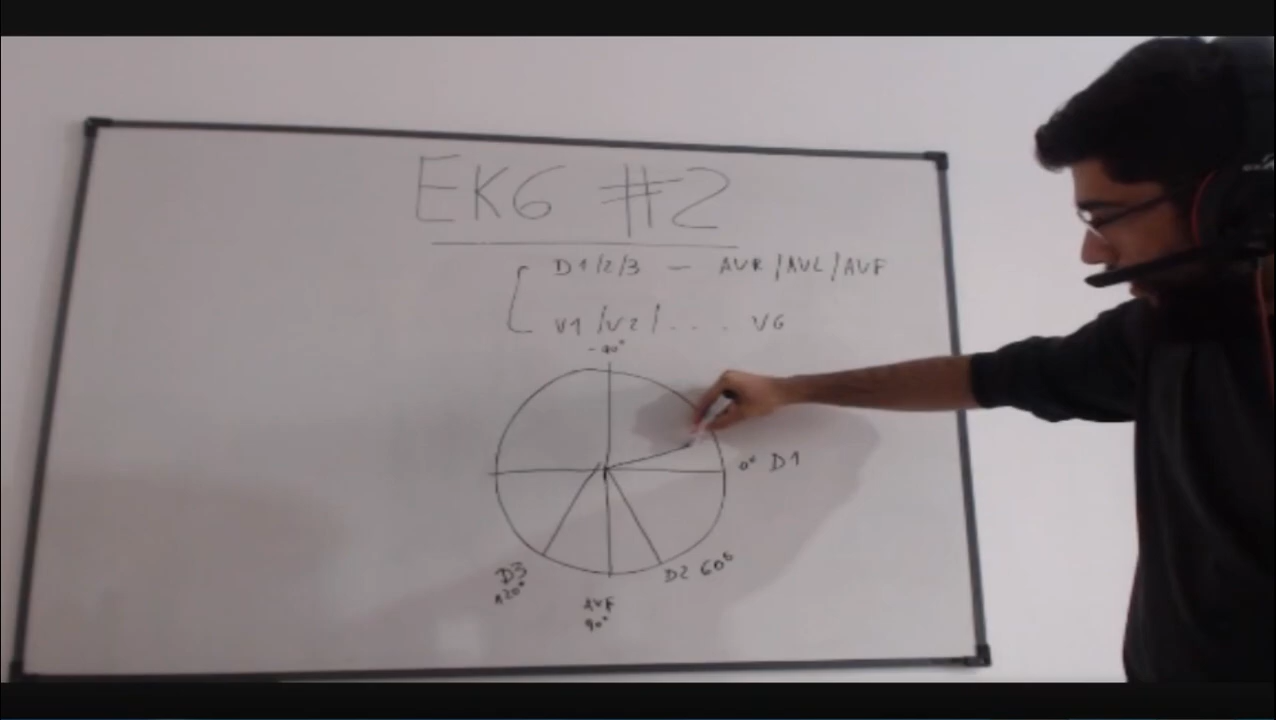 EKG #2
D1/2/3 — AVR/AVL/AVF
V1/V2/.... V6
-90°
0° D1
D2 60°
D3
120°
AVF
90°